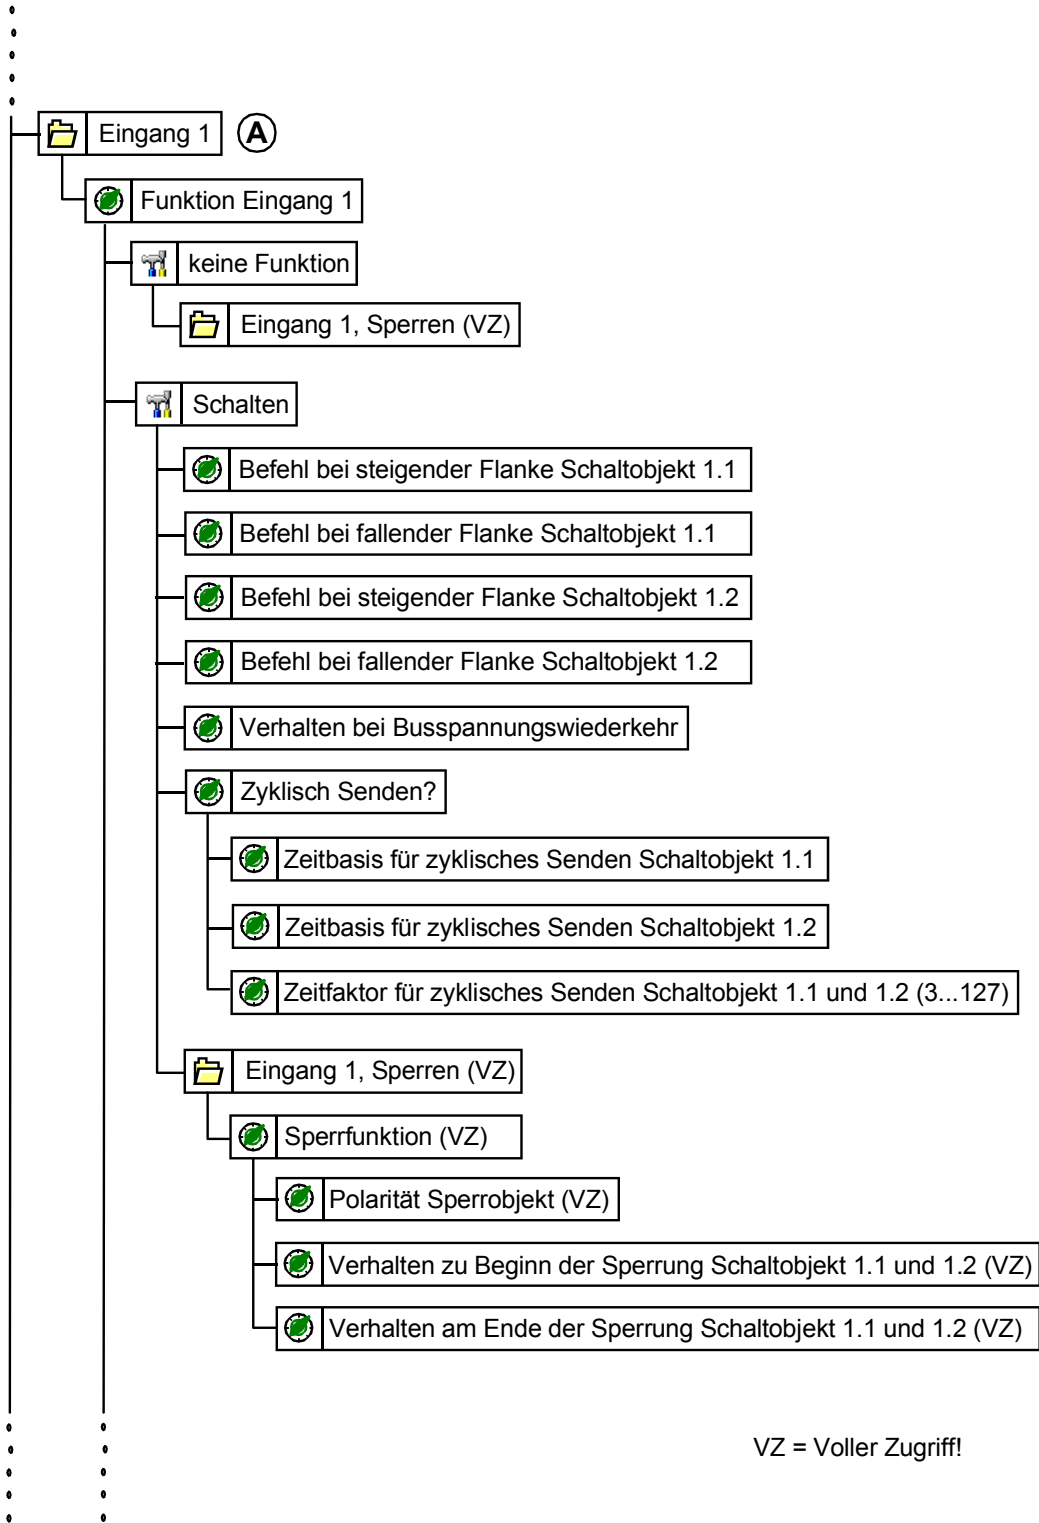 Eingang 1
A
Funktion Eingang 1
keine Funktion
Eingang 1, Sperren (VZ)
Schalten
Befehl bei steigender Flanke Schaltobjekt 1.1
Befehl bei fallender Flanke Schaltobjekt 1.1
Befehl bei steigender Flanke Schaltobjekt 1.2
Befehl bei fallender Flanke Schaltobjekt 1.2
Verhalten bei Busspannungswiederkehr
Zyklisch Senden?
Zeitbasis für zyklisches Senden Schaltobjekt 1.1
Zeitbasis für zyklisches Senden Schaltobjekt 1.2
Zeitfaktor für zyklisches Senden Schaltobjekt 1.1 und 1.2 (3...127)
Eingang 1, Sperren (VZ)
Sperrfunktion (VZ)
Polarität Sperrobjekt (VZ)
Verhalten zu Beginn der Sperrung Schaltobjekt 1.1 und 1.2 (VZ)
Verhalten am Ende der Sperrung Schaltobjekt 1.1 und 1.2 (VZ)
VZ = Voller Zugriff!